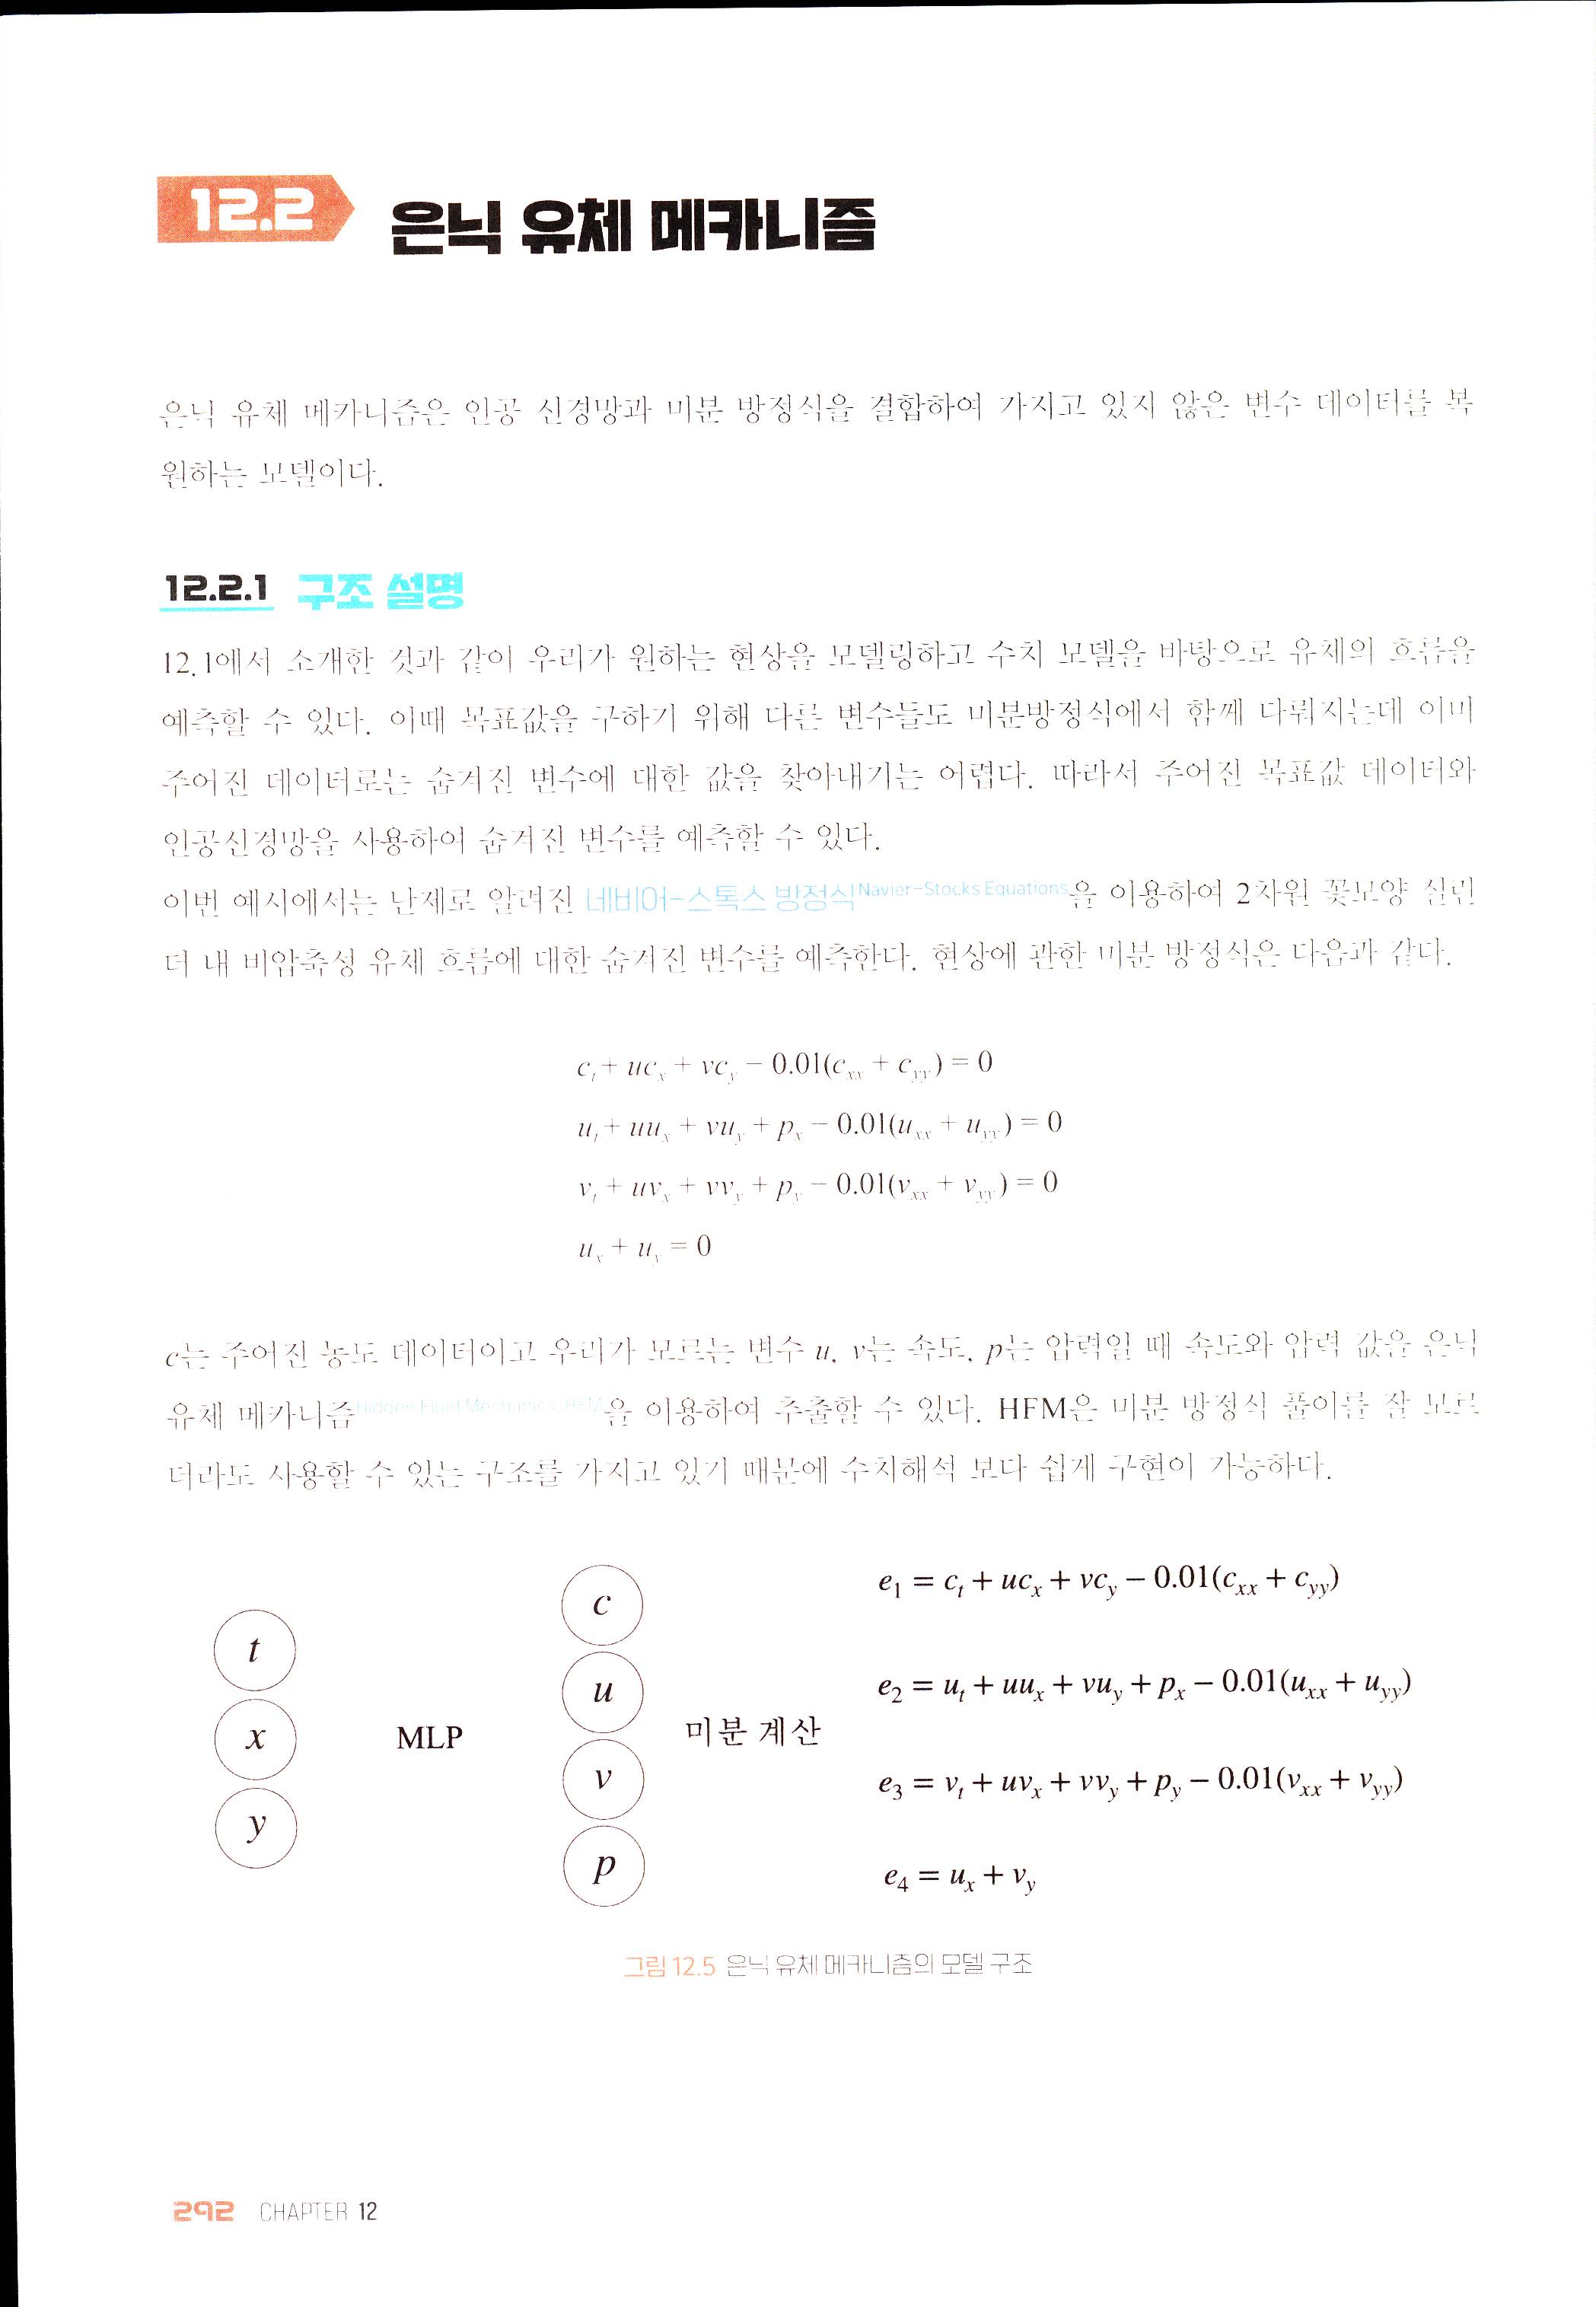 12.2 은닉 유체 메카니즘
은닉 유체 메카니즘은 인공 신경망과 미분 방정식을 결합하여 가지고 있지 않은 변수 데이터를 복
원하는 모델이다.
12.2.1 구조 설명
12.1에서 소개한 것과 같이 우리가 원하는 현상을 모델링하고 수치 모델을 바탕으로 유체의 흐름을
예측할 수 있다. 이때 목표값을 구하기 위해 다른 변수들도 미분방정식에서 함께 다뤄지는데 이미
주어진 데이터로는 숨겨진 변수에 대한 값을 찾아내기는 어렵다. 따라서 주어진 목표값 데이터와
인공신경망을 사용하여 숨겨진 변수를 예측할 수 있다.
이번 예시에서는 난제로 알려진 네비어-스톡스 방정식Navier-Stocks Equations을 이용하여 2차원 꽃모양 실린
더 내 비압축성 유체 흐름에 대한 숨겨진 변수를 예측한다. 현상에 관한 미분 방정식은 다음과 같다.
c_t + uc_x + vc_y − 0.01(c_xx + c_yy) = 0
u_t + uu_x + vu_y + p_x − 0.01(u_xx + u_yy) = 0
v_t + uv_x + vv_y + p_y − 0.01(v_xx + v_yy) = 0
u_x + u_y = 0
c는 주어진 농도 데이터이고 우리가 모르는 변수 u, v는 속도, p는 압력일 때 속도와 압력 값을 은닉
유체 메카니즘Hidden Fluid Mechanics, HFM을 이용하여 추출할 수 있다. HFM은 미분 방정식 풀이를 잘 모르
더라도 사용할 수 있는 구조를 가지고 있기 때문에 수치해석 보다 쉽게 구현이 가능하다.
t
x
y
MLP
c
u
v
p
미분 계산
e_1 = c_t + uc_x + vc_y − 0.01(c_xx + c_yy)
e_2 = u_t + uu_x + vu_y + p_x − 0.01(u_xx + u_yy)
e_3 = v_t + uv_x + vv_y + p_y − 0.01(v_xx + v_yy)
e_4 = u_x + v_y
그림 12.5 은닉 유체 메카니즘의 모델 구조
292 CHAPTER 12